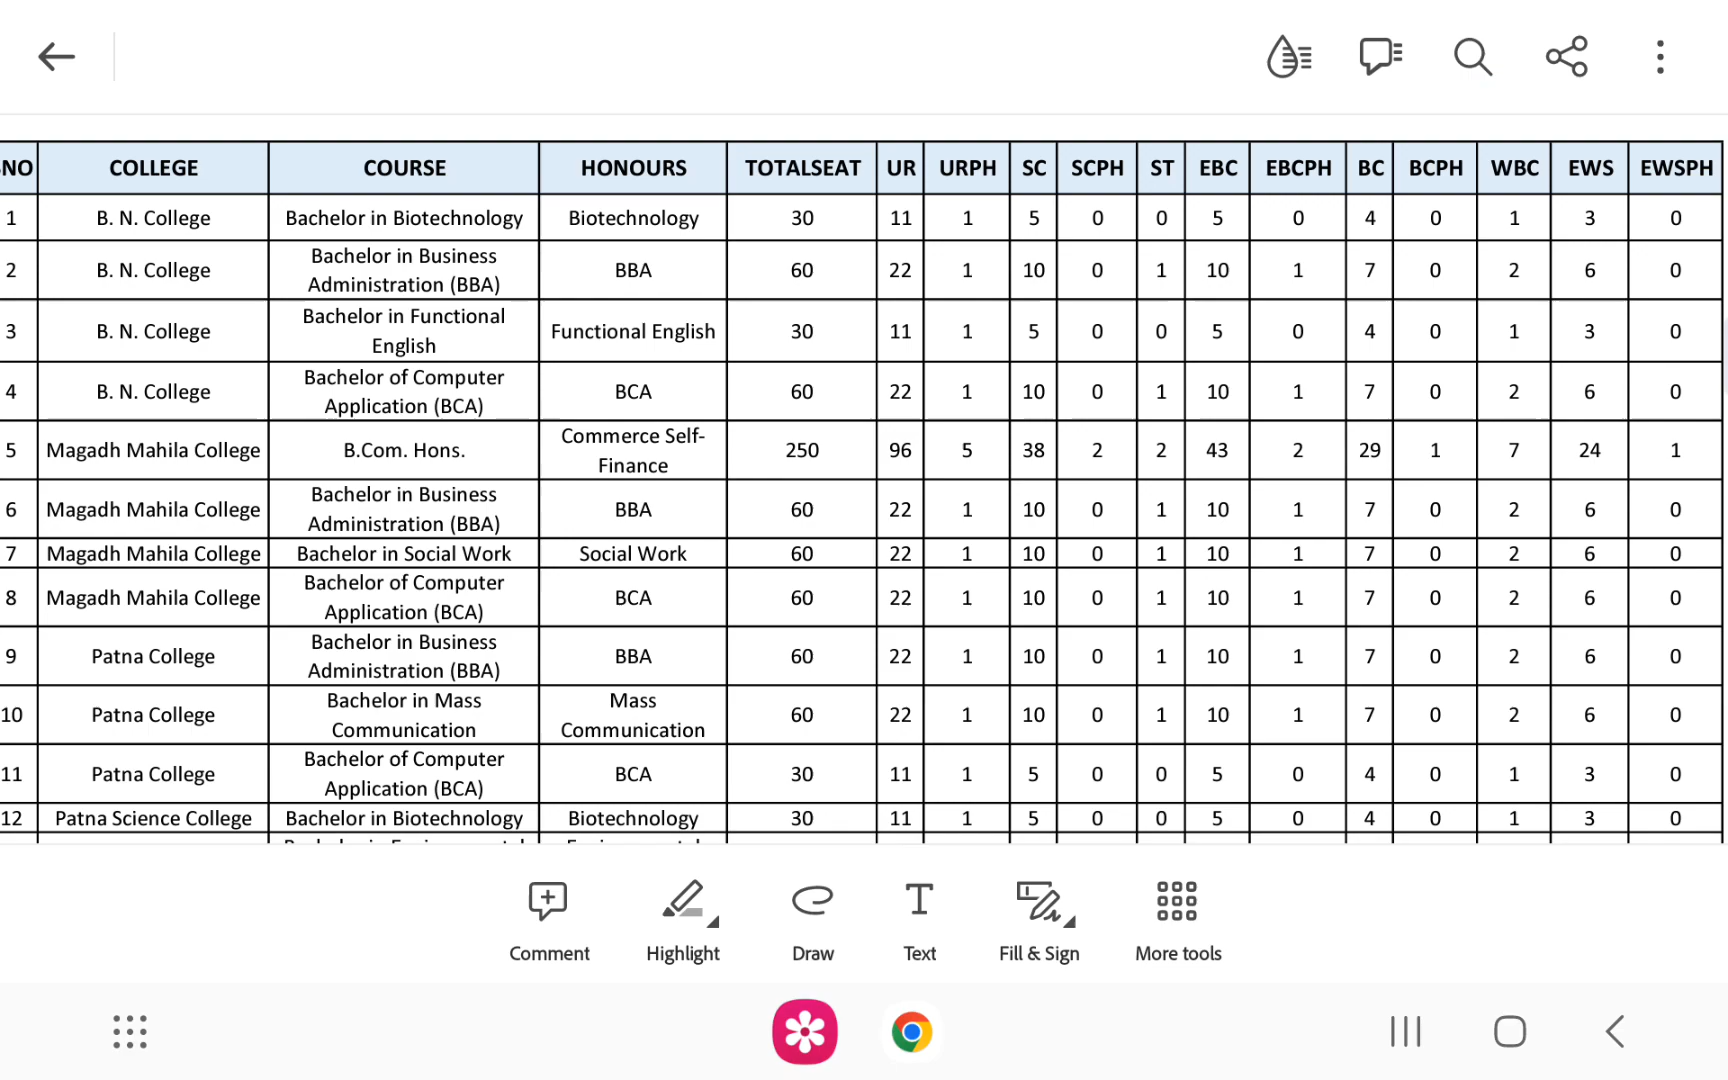 NO COLLEGE COURSE HONOURS TOTALSEAT UR URPH SC SCPH ST EBC EBCPH BC BCPH WBC EWS EWSPH
1 B. N. College Bachelor in Biotechnology Biotechnology 30 11 1 5 0 0 5 0 4 0 1 3 0
2 B. N. College Bachelor in Business Administration (BBA) BBA 60 22 1 10 0 1 10 1 7 0 2 6 0
3 B. N. College Bachelor in Functional English Functional English 30 11 1 5 0 0 5 0 4 0 1 3 0
4 B. N. College Bachelor of Computer Application (BCA) BCA 60 22 1 10 0 1 10 1 7 0 2 6 0
5 Magadh Mahila College B.Com. Hons. Commerce Self-Finance 250 96 5 38 2 2 43 2 29 1 7 24 1
6 Magadh Mahila College Bachelor in Business Administration (BBA) BBA 60 22 1 10 0 1 10 1 7 0 2 6 0
7 Magadh Mahila College Bachelor in Social Work Social Work 60 22 1 10 0 1 10 1 7 0 2 6 0
8 Magadh Mahila College Bachelor of Computer Application (BCA) BCA 60 22 1 10 0 1 10 1 7 0 2 6 0
9 Patna College Bachelor in Business Administration (BBA) BBA 60 22 1 10 0 1 10 1 7 0 2 6 0
10 Patna College Bachelor in Mass Communication Mass Communication 60 22 1 10 0 1 10 1 7 0 2 6 0
11 Patna College Bachelor of Computer Application (BCA) BCA 30 11 1 5 0 0 5 0 4 0 1 3 0
12 Patna Science College Bachelor in Biotechnology Biotechnology 30 11 1 5 0 0 5 0 4 0 1 3 0
Comment Highlight Draw Text Fill & Sign More tools